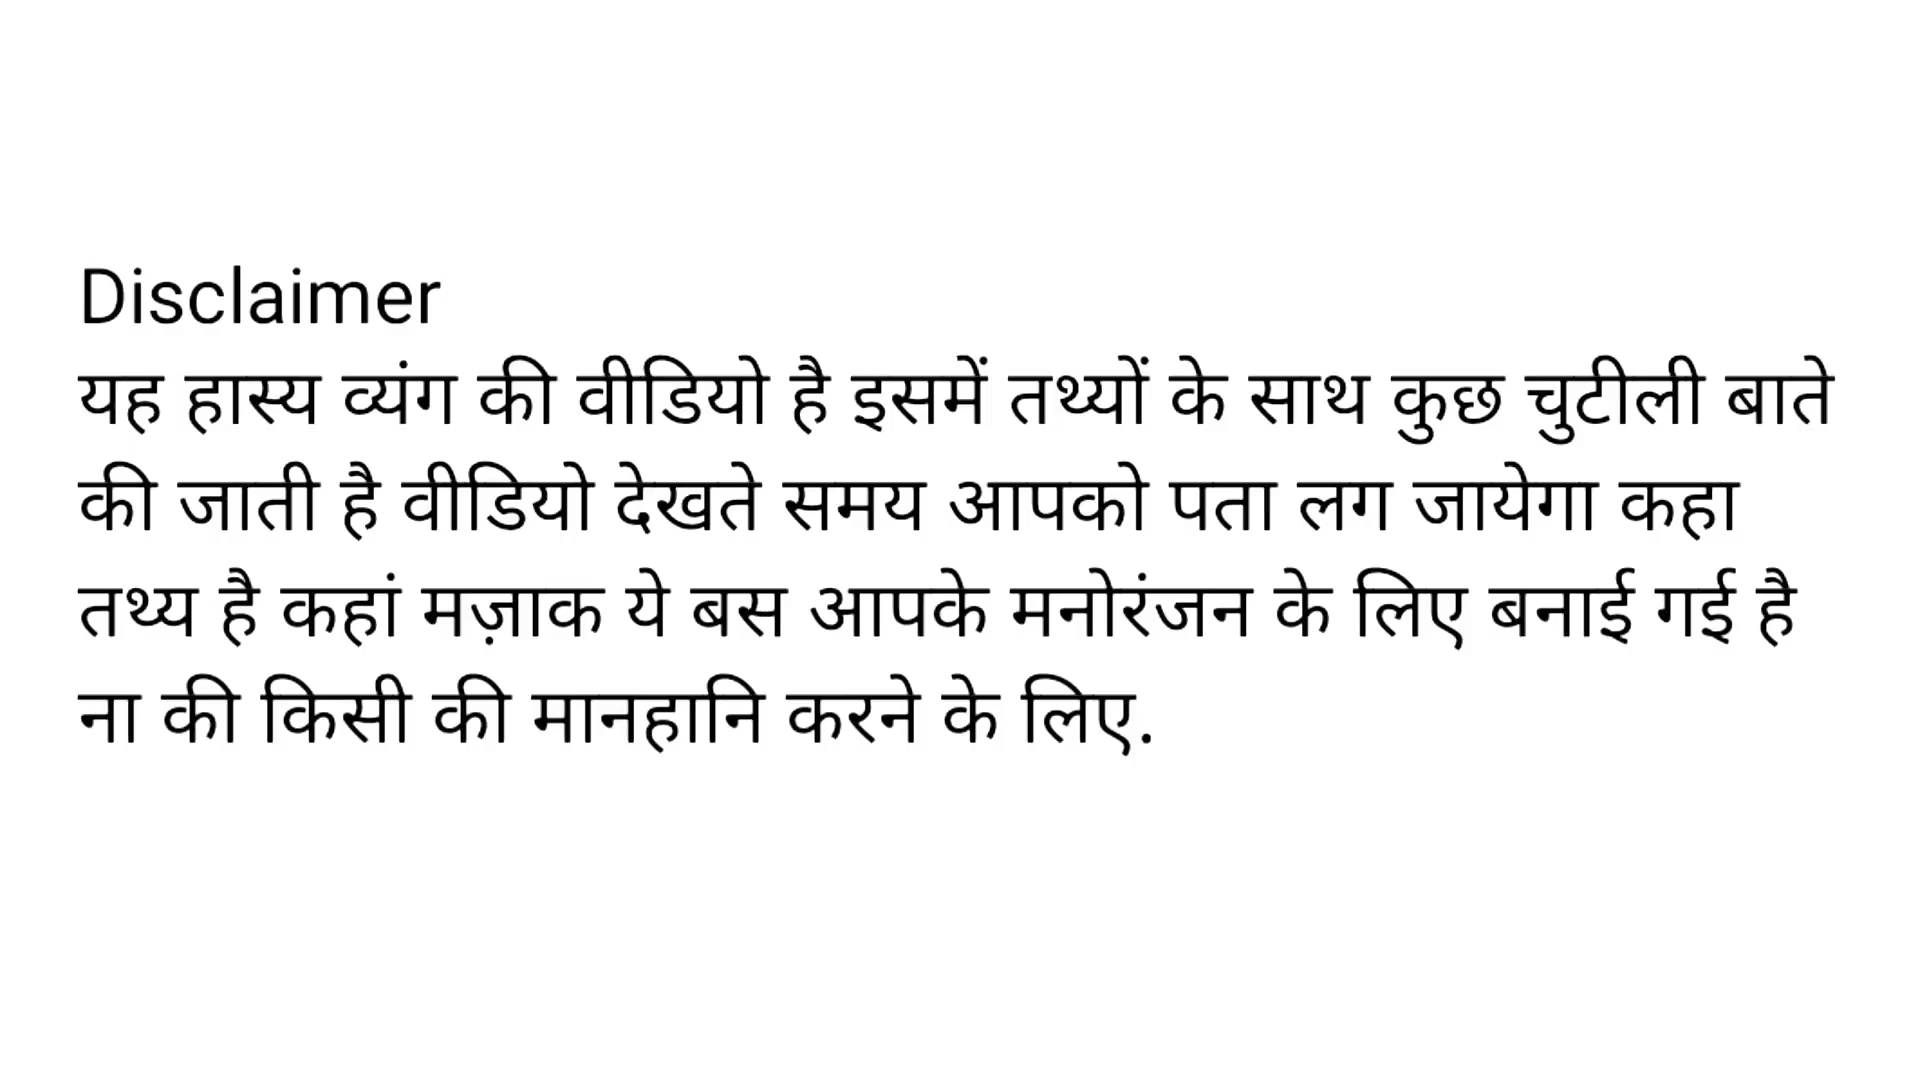 Disclaimer
यह हास्य व्यंग की वीडियो है इसमें तथ्यों के साथ कुछ चुटीली बाते
की जाती है वीडियो देखते समय आपको पता लग जायेगा कहा
तथ्य है कहां मज़ाक ये बस आपके मनोरंजन के लिए बनाई गई है
ना की किसी की मानहानि करने के लिए.